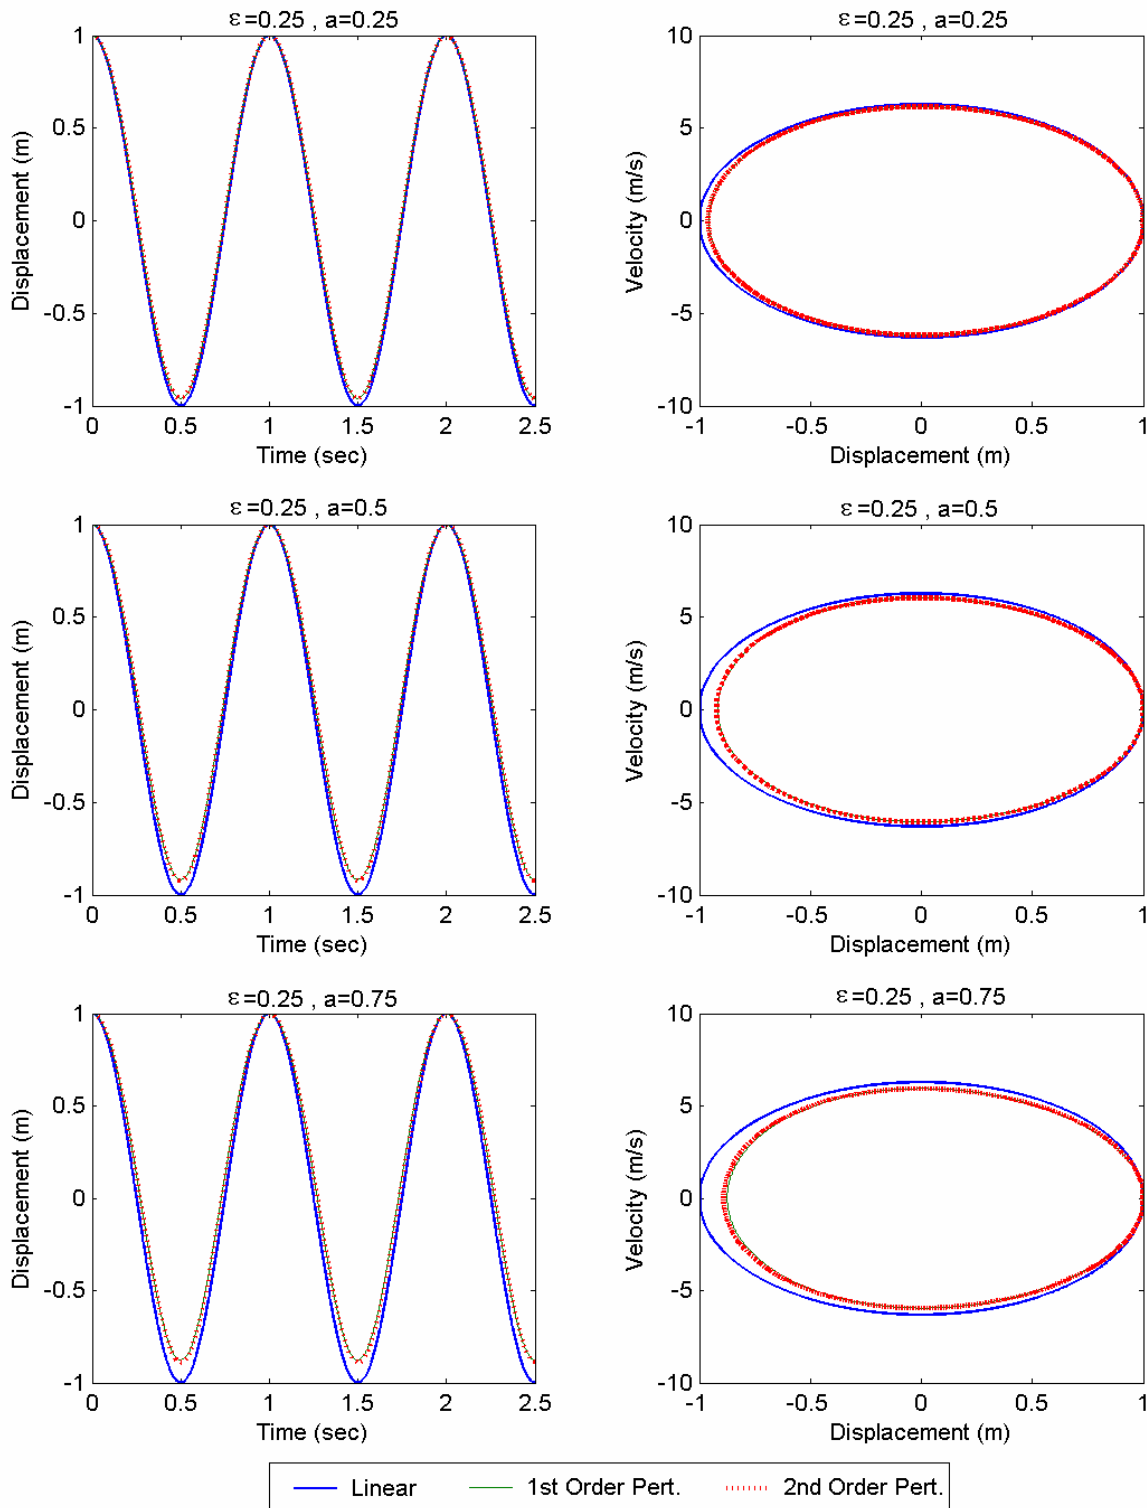 ε=0.25 , a=0.25
1
0.5
0
-0.5
-1
Displacement (m)
0 0.5 1 1.5 2 2.5
Time (sec)
ε=0.25 , a=0.25
10
5
0
-5
-10
Velocity (m/s)
-1 -0.5 0 0.5 1
Displacement (m)
ε=0.25 , a=0.5
1
0.5
0
-0.5
-1
Displacement (m)
0 0.5 1 1.5 2 2.5
Time (sec)
ε=0.25 , a=0.5
10
5
0
-5
-10
Velocity (m/s)
-1 -0.5 0 0.5 1
Displacement (m)
ε=0.25 , a=0.75
1
0.5
0
-0.5
-1
Displacement (m)
0 0.5 1 1.5 2 2.5
Time (sec)
ε=0.25 , a=0.75
10
5
0
-5
-10
Velocity (m/s)
-1 -0.5 0 0.5 1
Displacement (m)
Linear 1st Order Pert. 2nd Order Pert.